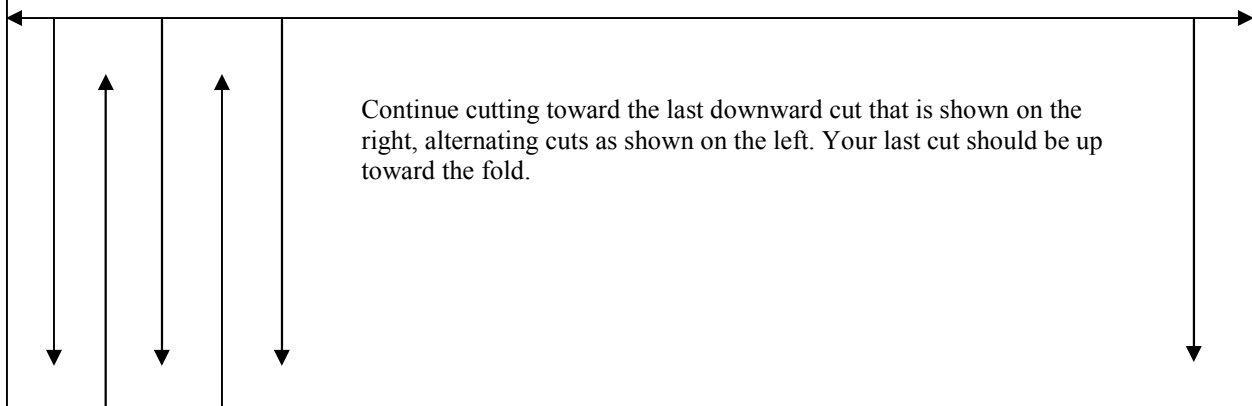 Continue cutting toward the last downward cut that is shown on the
right, alternating cuts as shown on the left. Your last cut should be up
toward the fold.